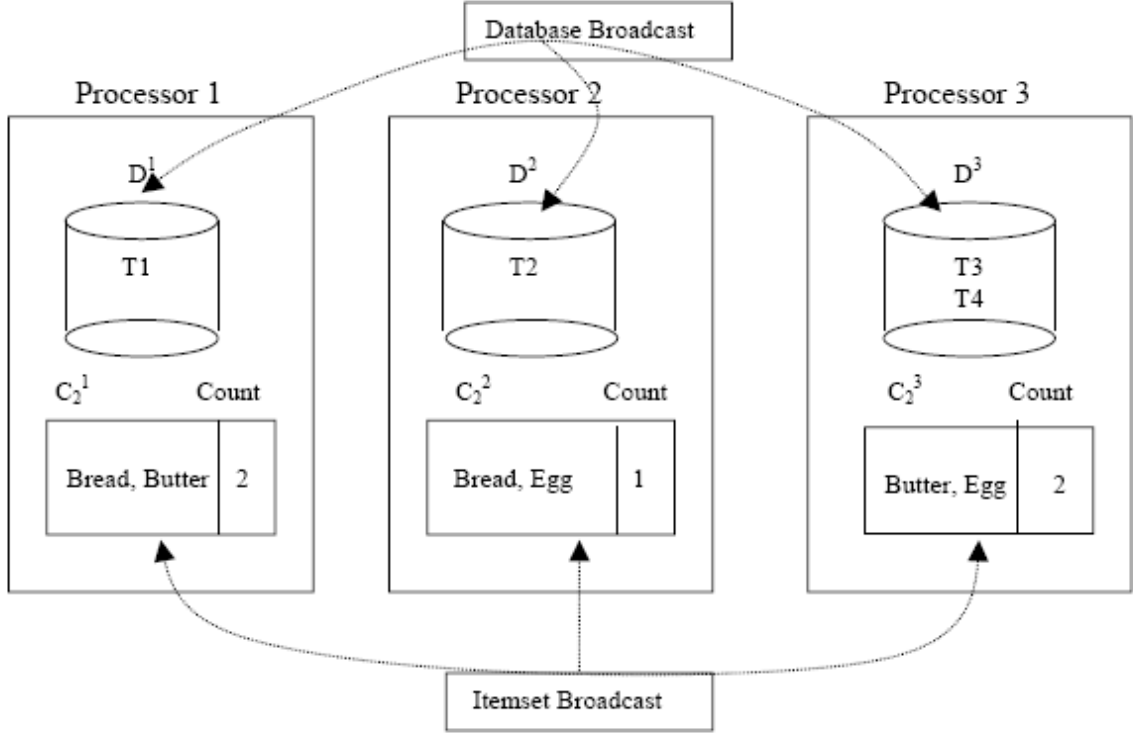 Database Broadcast
Processor 1
Processor 2
Processor 3
D¹
D²
D³
T1
T2
T3
T4
C₂¹ Count
C₂² Count
C₂³ Count
Bread, Butter 2
Bread, Egg 1
Butter, Egg 2
Itemset Broadcast